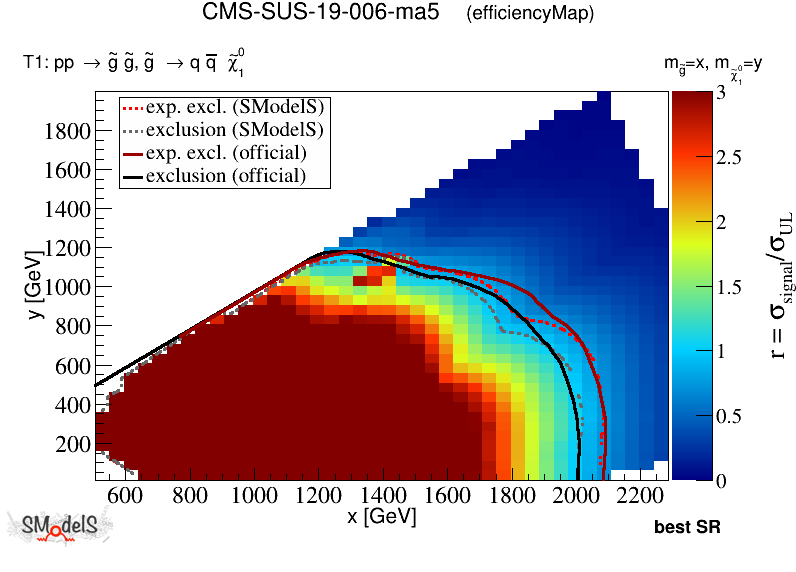 CMS-SUS-19-006-ma5 (efficiencyMap)
T1: pp → g̃ g̃, g̃ → q q̅ χ̃⁰₁
m_g̃=x, m_χ̃⁰₁=y
exp. excl. (SModelS)
exclusion (SModelS)
exp. excl. (official)
exclusion (official)
y [GeV]
1800
1600
1400
1200
1000
800
600
400
200
600 800 1000 1200 1400 1600 1800 2000 2200
x [GeV]
3
2.5
2
1.5
1
0.5
0
r = σ_signal/σ_UL
SModelS
best SR